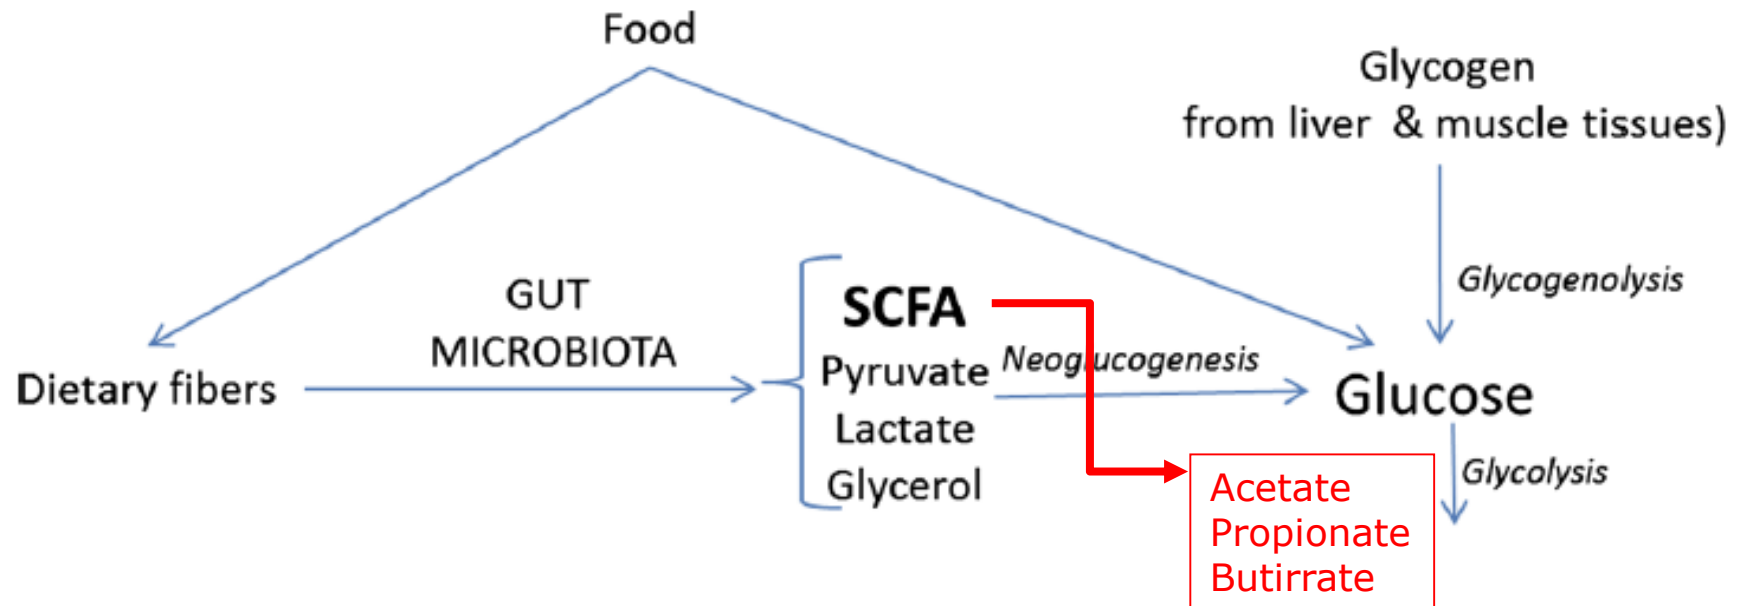 Food
Glycogen
from liver & muscle tissues)
Glycogenolysis
GUT
MICROBIOTA
Dietary fibers
SCFA
Pyruvate
Lactate
Glycerol
Neoglucogenesis
Glucose
Glycolysis
Acetate
Propionate
Butirrate